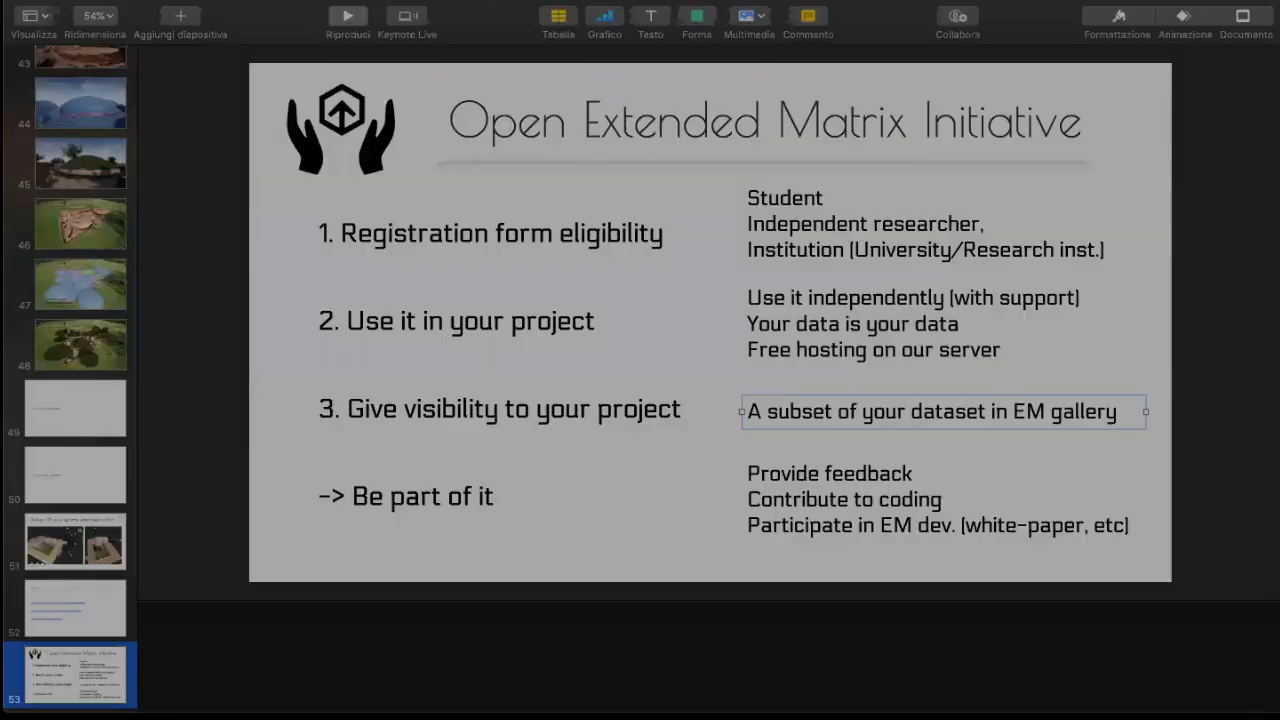 54%
Visualizza
Ridimensiona
Aggiungi diapositiva
Riproduci
Keynote Live
Tabella
Grafico
Testo
Forma
Multimedia
Commento
Collabora
Formattazione
Animazione
Documento
43
44
45
46
47
48
49
50
51
52
53
Open Extended Matrix Initiative
1. Registration form eligibility
Student
Independent researcher,
Institution (University/Research inst.)
2. Use it in your project
Use it independently (with support)
Your data is your data
Free hosting on our server
3. Give visibility to your project
A subset of your dataset in EM gallery
-> Be part of it
Provide feedback
Contribute to coding
Participate in EM dev. (white-paper, etc)